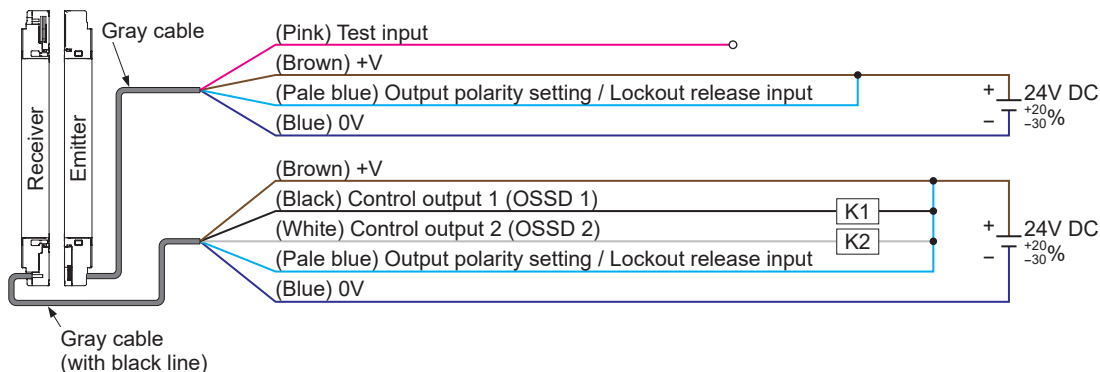 Gray cable
Receiver
Emitter
(Pink) Test input
(Brown) +V
(Pale blue) Output polarity setting / Lockout release input
(Blue) 0V
+
−
24V DC
+20
−30%
(Brown) +V
(Black) Control output 1 (OSSD 1)
K1
(White) Control output 2 (OSSD 2)
K2
(Pale blue) Output polarity setting / Lockout release input
(Blue) 0V
+
−
24V DC
+20
−30%
Gray cable
(with black line)